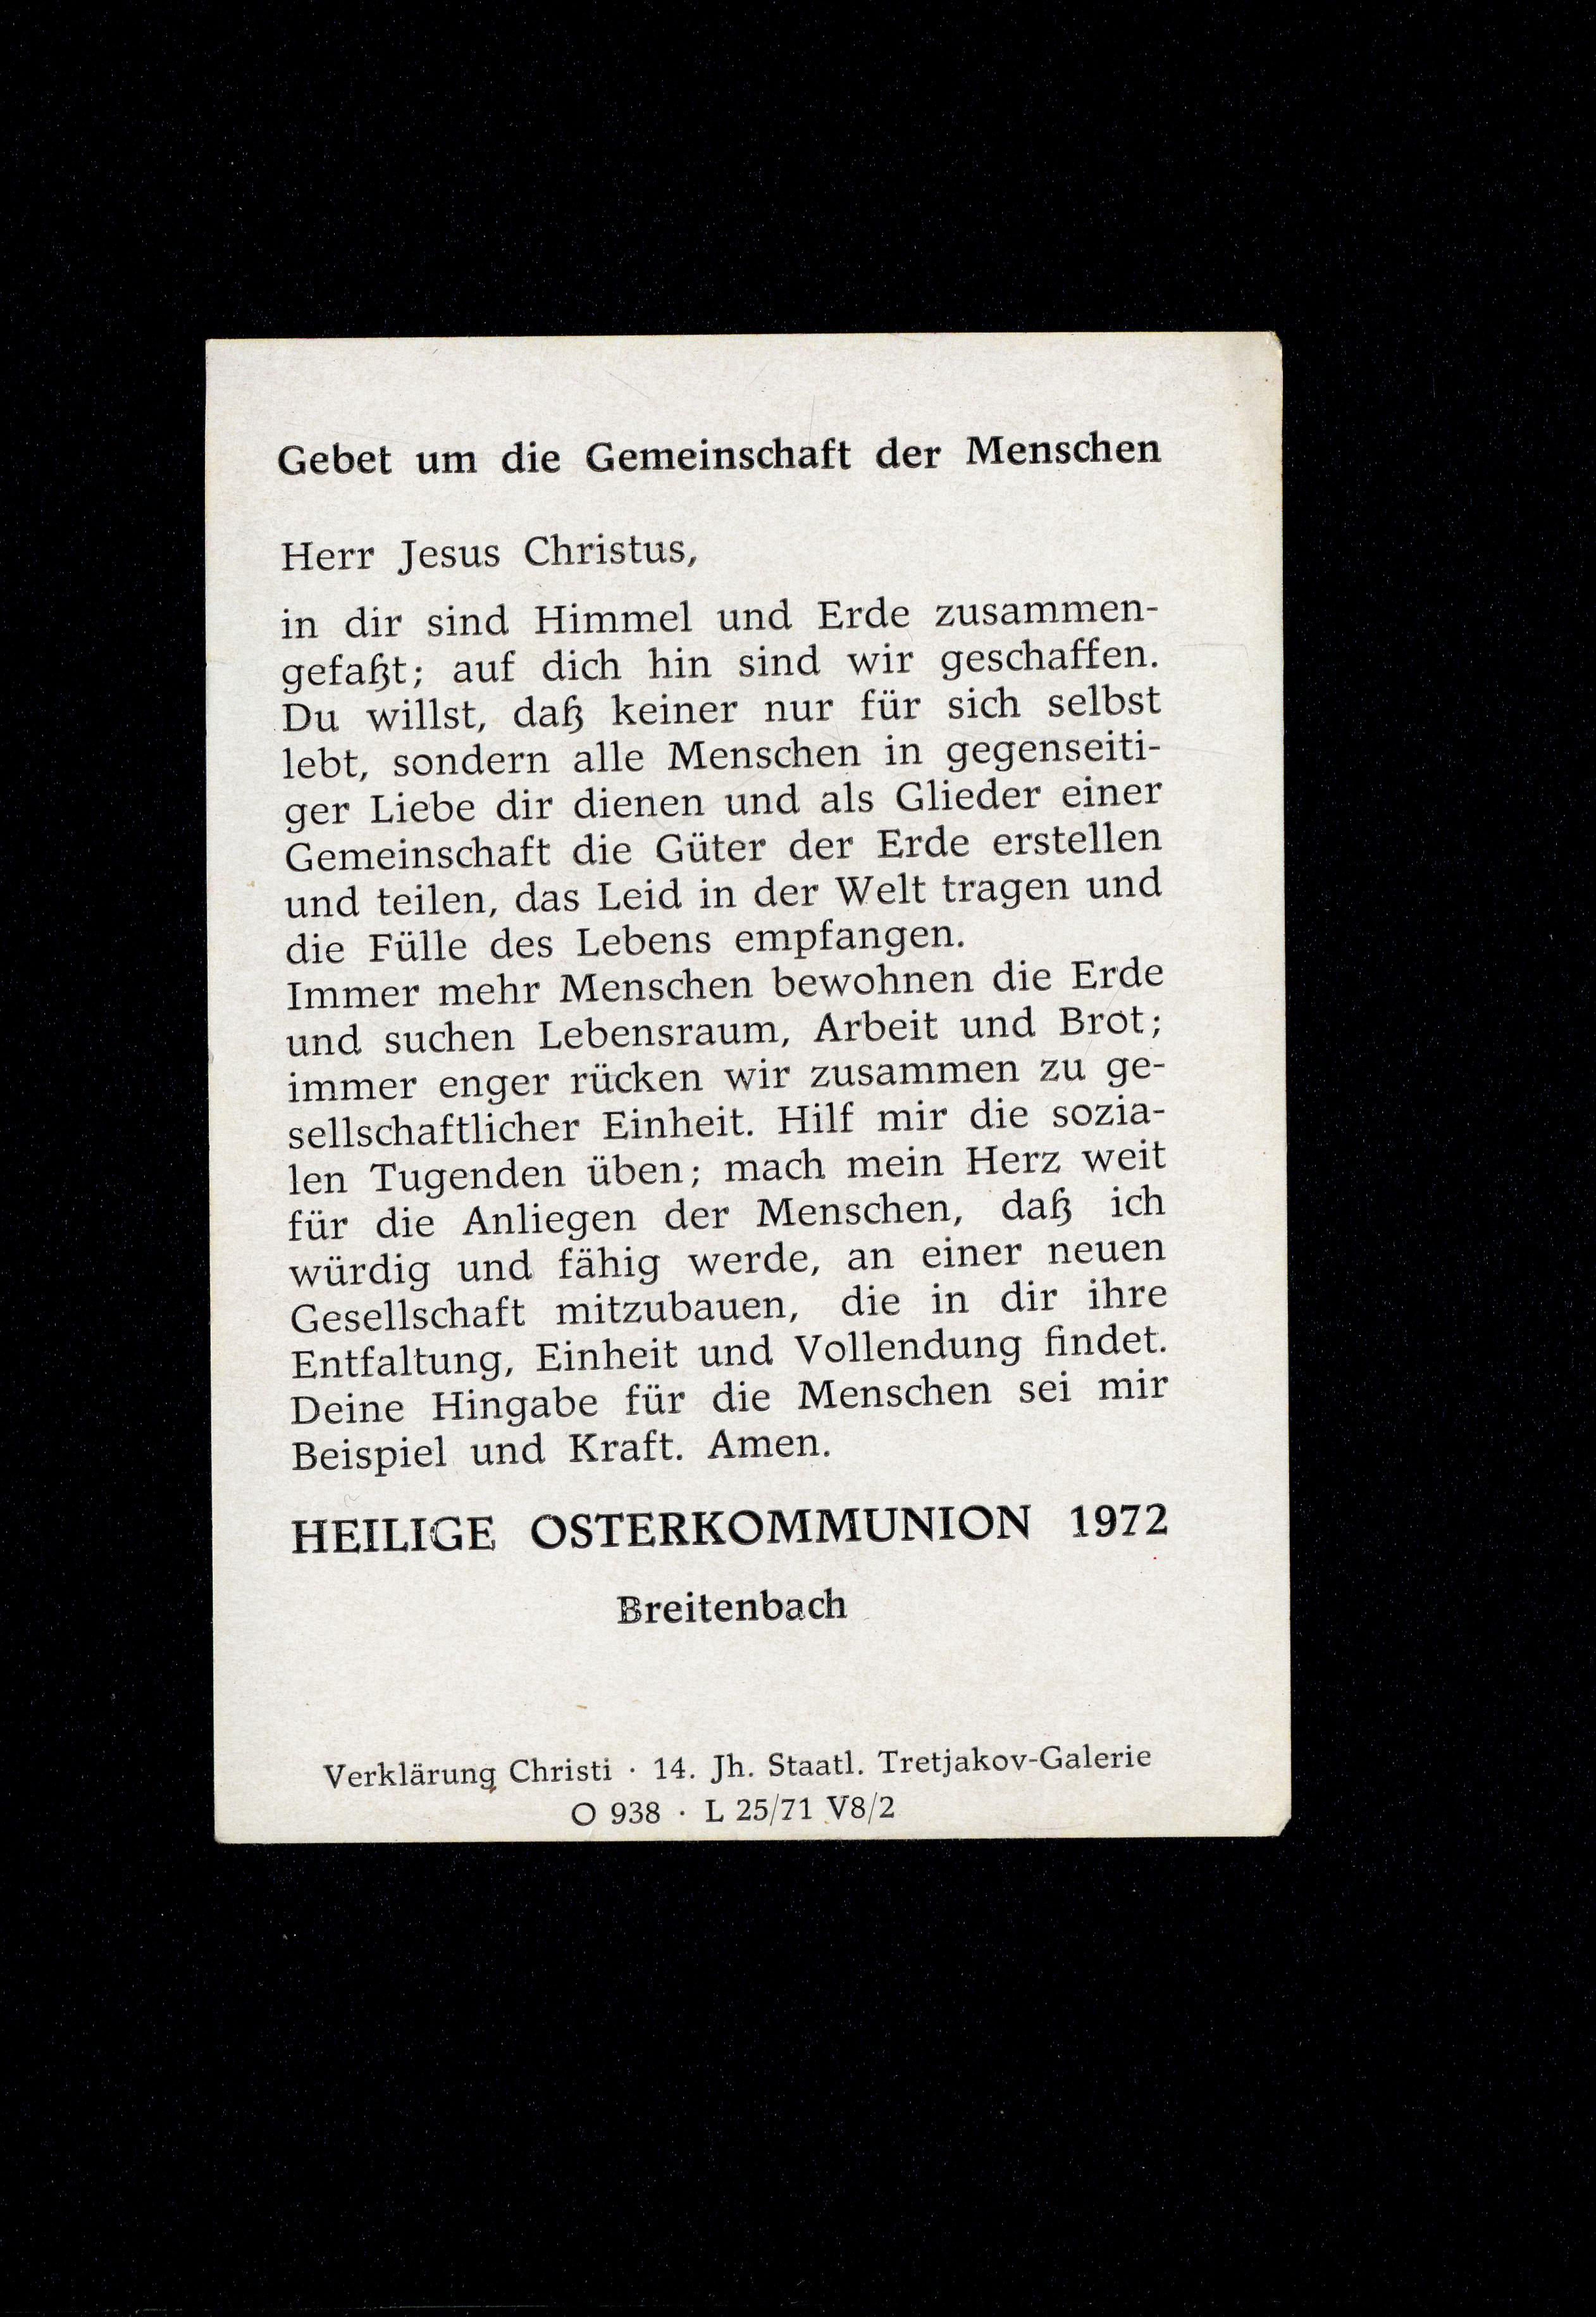 Gebet um die Gemeinschaft der Menschen
Herr Jesus Christus,
in dir sind Himmel und Erde zusammen-
gefaßt; auf dich hin sind wir geschaffen.
Du willst, daß keiner nur für sich selbst
lebt, sondern alle Menschen in gegenseiti-
ger Liebe dir dienen und als Glieder einer
Gemeinschaft die Güter der Erde erstellen
und teilen, das Leid in der Welt tragen und
die Fülle des Lebens empfangen.
Immer mehr Menschen bewohnen die Erde
und suchen Lebensraum, Arbeit und Brot;
immer enger rücken wir zusammen zu ge-
sellschaftlicher Einheit. Hilf mir die sozia-
len Tugenden üben; mach mein Herz weit
für die Anliegen der Menschen, daß ich
würdig und fähig werde, an einer neuen
Gesellschaft mitzubauen, die in dir ihre
Entfaltung, Einheit und Vollendung findet.
Deine Hingabe für die Menschen sei mir
Beispiel und Kraft. Amen.
HEILIGE OSTERKOMMUNION 1972
Breitenbach
Verklärung Christi · 14. Jh. Staatl. Tretjakov-Galerie
O 938 · L 25/71 V8/2